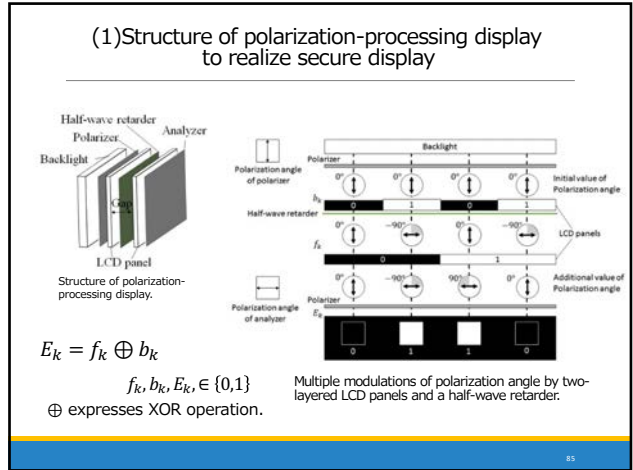 (1)Structure of polarization-processing display
to realize secure display
Half-wave retarder
Polarizer
Analyzer
Backlight
Gap
LCD panel
Structure of polarization-
processing display.
E_k = f_k ⊕ b_k
f_k, b_k, E_k, ∈ {0,1}
⊕ expresses XOR operation.
Backlight
Polarizer
Polarization angle
of polarizer
0° 0° 0° 0°
Initial value of
Polarization angle
b_k
0 1 0 1
Half-wave retarder
LCD panels
0° −90° 0° −90°
f_k
0 1
0° −90° 90° 0°
Additional value of
Polarization angle
Polarization angle
of analyzer
Polarizer
E_k
0 1 1 0
Multiple modulations of polarization angle by two-
layered LCD panels and a half-wave retarder.
85